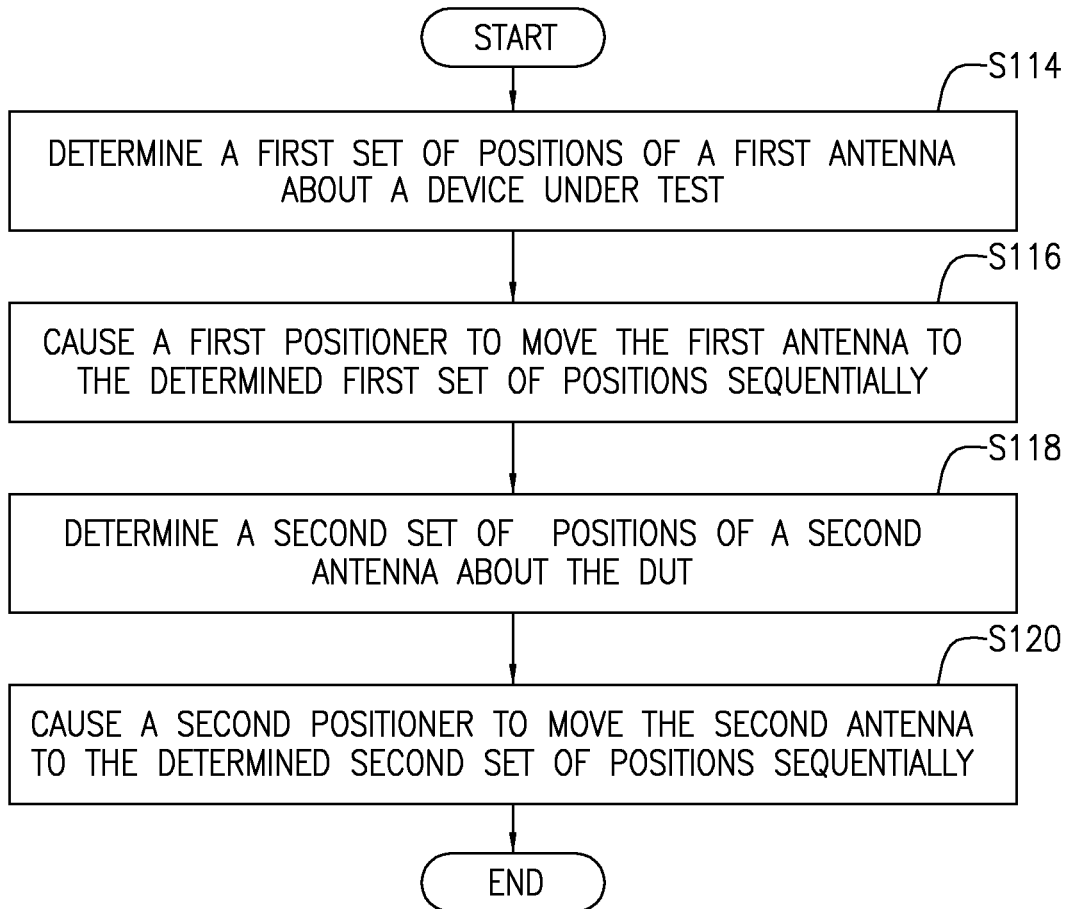 START
S114
DETERMINE A FIRST SET OF POSITIONS OF A FIRST ANTENNA
ABOUT A DEVICE UNDER TEST
S116
CAUSE A FIRST POSITIONER TO MOVE THE FIRST ANTENNA TO
THE DETERMINED FIRST SET OF POSITIONS SEQUENTIALLY
S118
DETERMINE A SECOND SET OF POSITIONS OF A SECOND
ANTENNA ABOUT THE DUT
S120
CAUSE A SECOND POSITIONER TO MOVE THE SECOND ANTENNA
TO THE DETERMINED SECOND SET OF POSITIONS SEQUENTIALLY
END